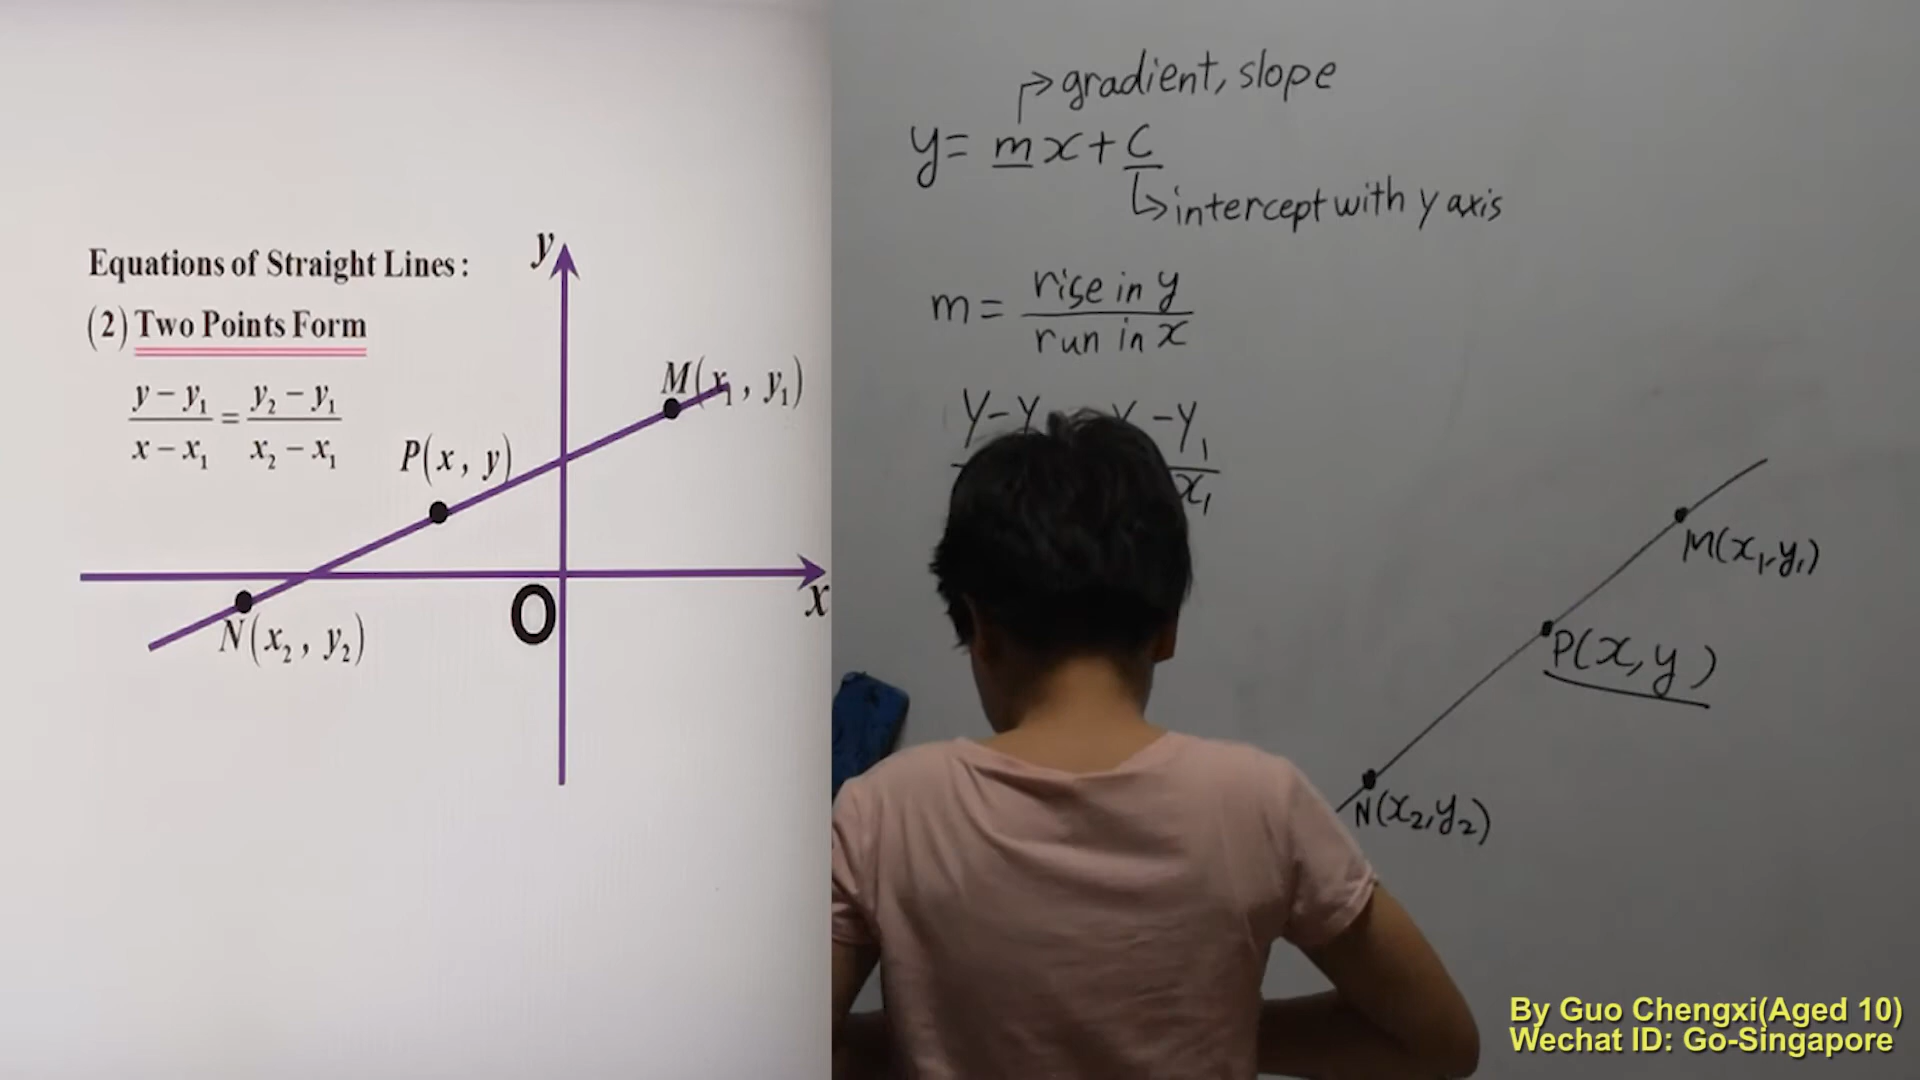 Equations of Straight Lines :
(2) Two Points Form
y − y₁ / x − x₁ = y₂ − y₁ / x₂ − x₁
y
M(x₁ , y₁)
P(x , y)
x
O
N(x₂ , y₂)
gradient, slope
y = mx + c
intercept with y axis
m = rise in y / run in x
Y − Y
− Y₁
x₁
M(x₁, y₁)
P(x, y)
N(x₂, y₂)
By Guo Chengxi(Aged 10)
Wechat ID: Go-Singapore